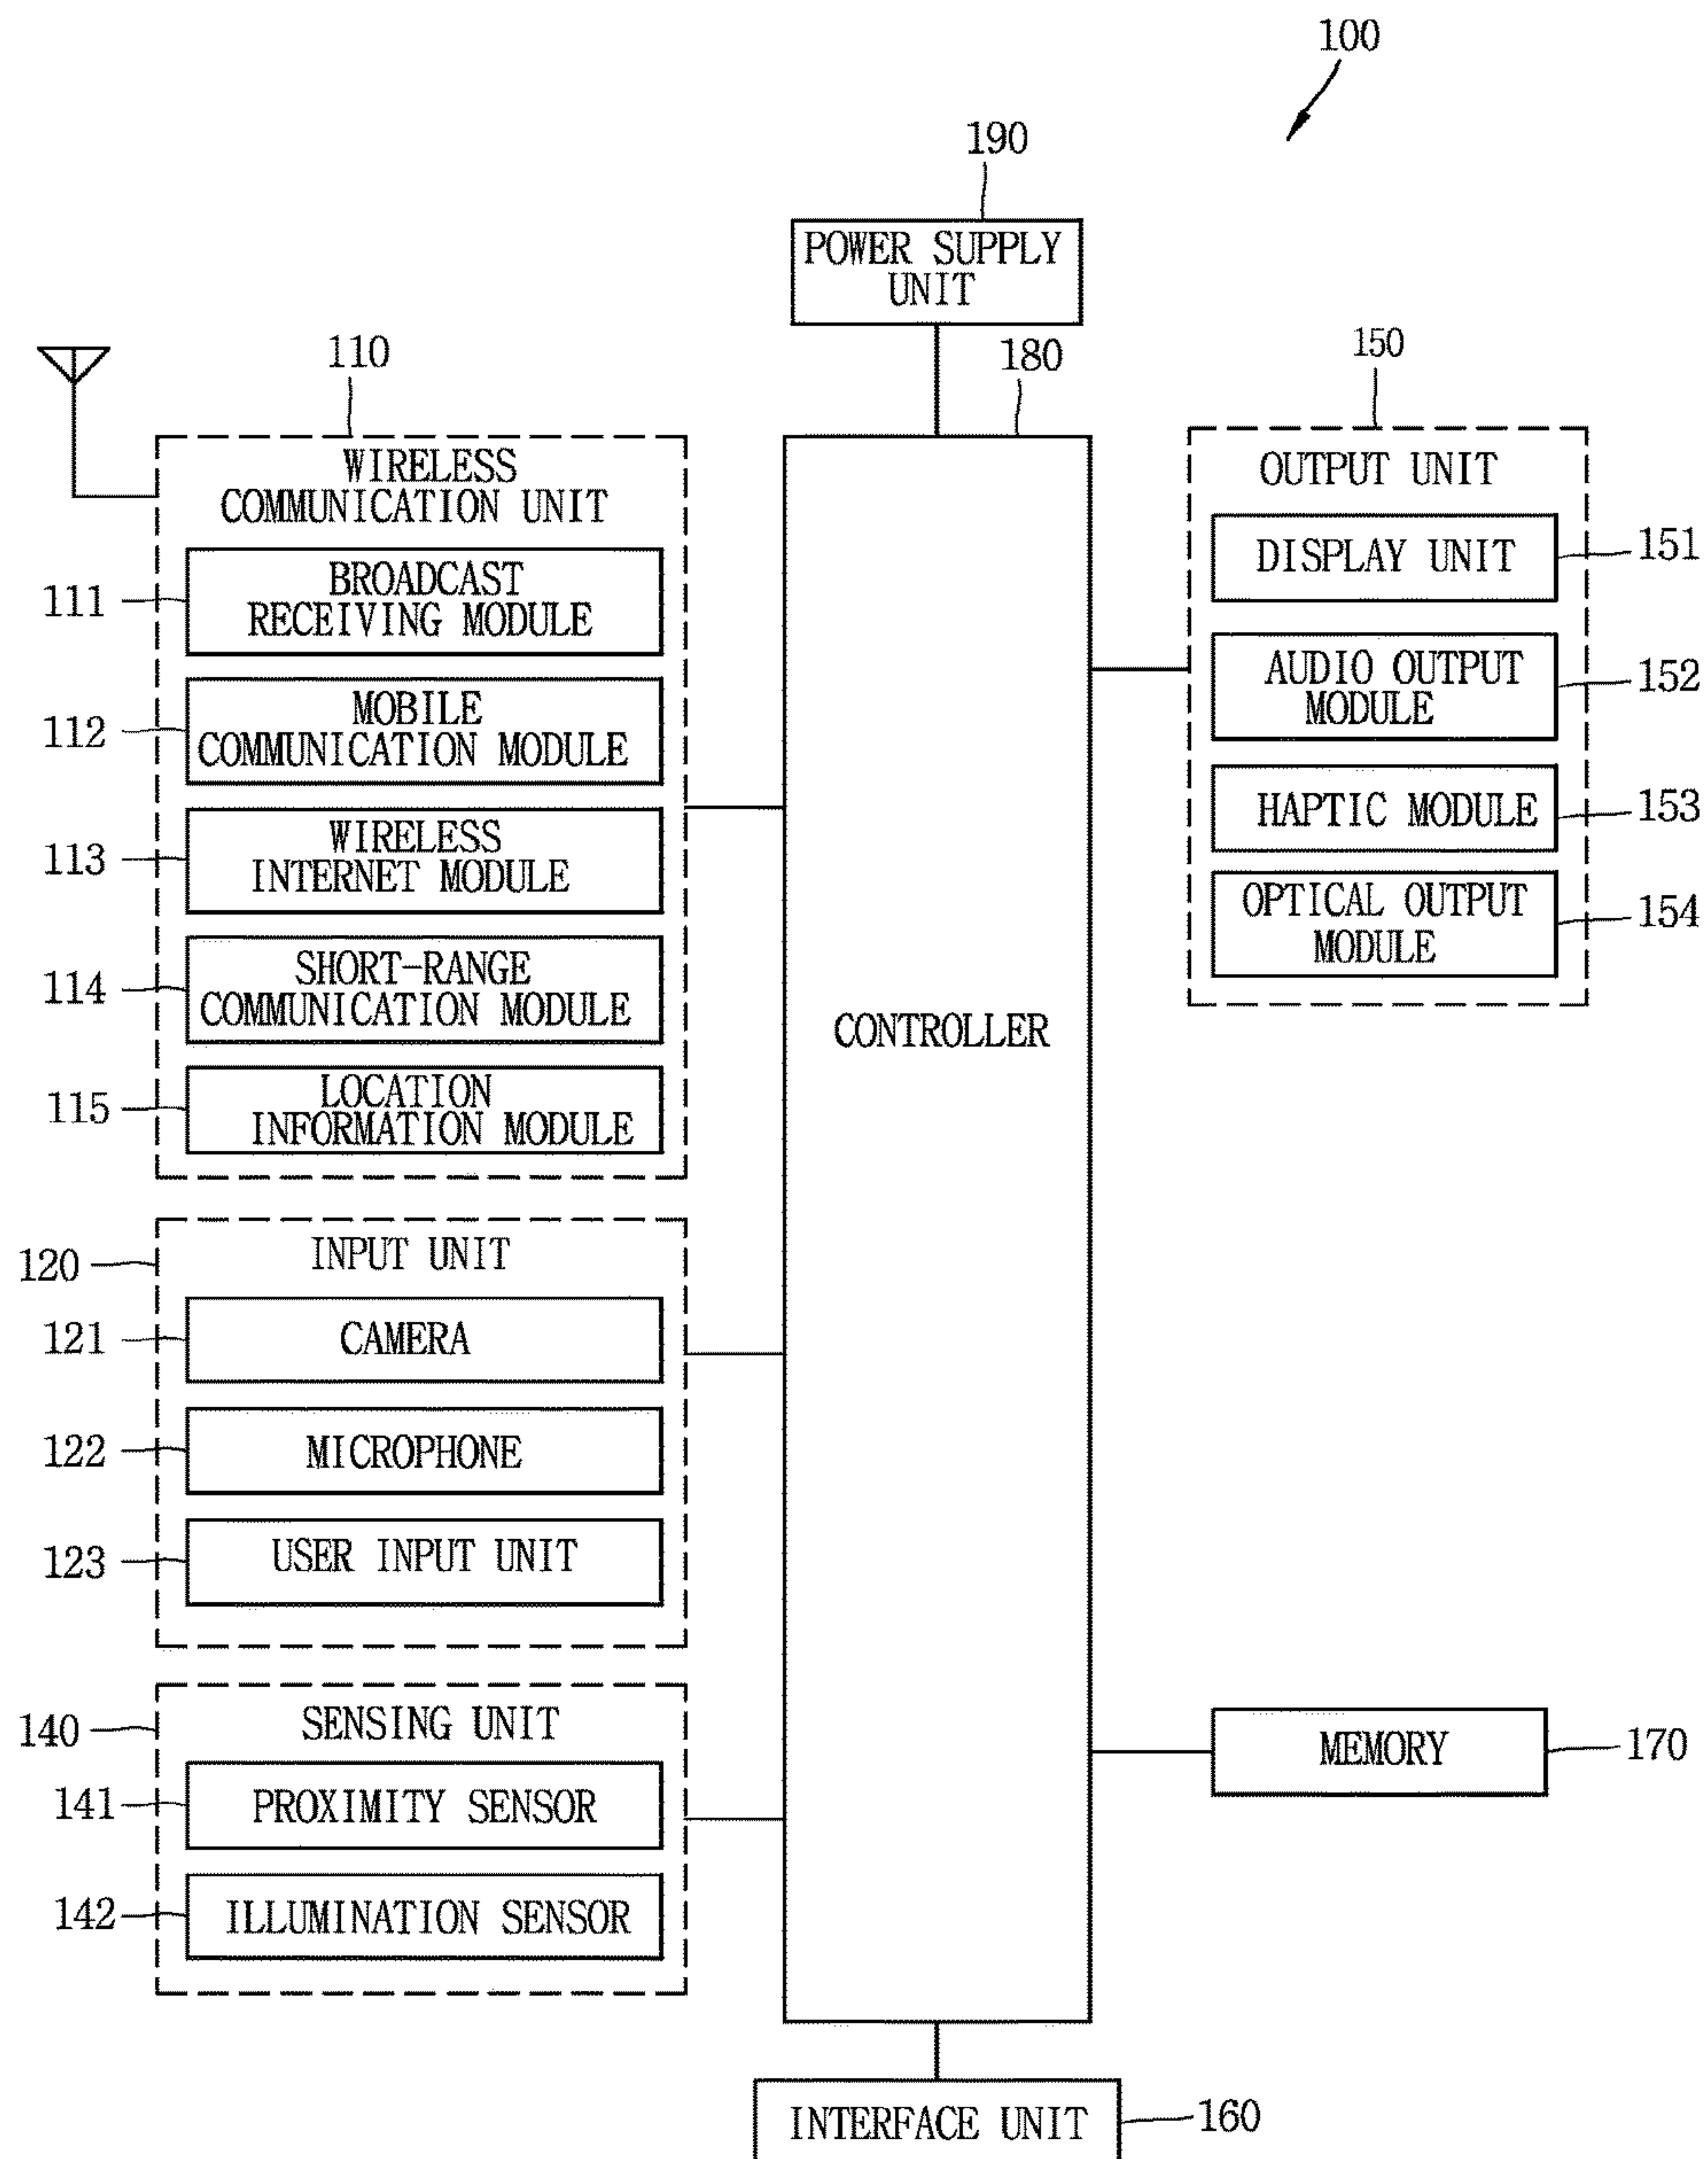 100
190
POWER SUPPLY
UNIT
110
180
150
WIRELESS
COMMUNICATION UNIT
111
BROADCAST
RECEIVING MODULE
112
MOBILE
COMMUNICATION MODULE
113
WIRELESS
INTERNET MODULE
114
SHORT-RANGE
COMMUNICATION MODULE
115
LOCATION
INFORMATION MODULE
120
INPUT UNIT
121
CAMERA
122
MICROPHONE
123
USER INPUT UNIT
140
SENSING UNIT
141
PROXIMITY SENSOR
142
ILLUMINATION SENSOR
CONTROLLER
OUTPUT UNIT
DISPLAY UNIT
151
AUDIO OUTPUT
MODULE
152
HAPTIC MODULE
153
OPTICAL OUTPUT
MODULE
154
MEMORY
170
INTERFACE UNIT
160